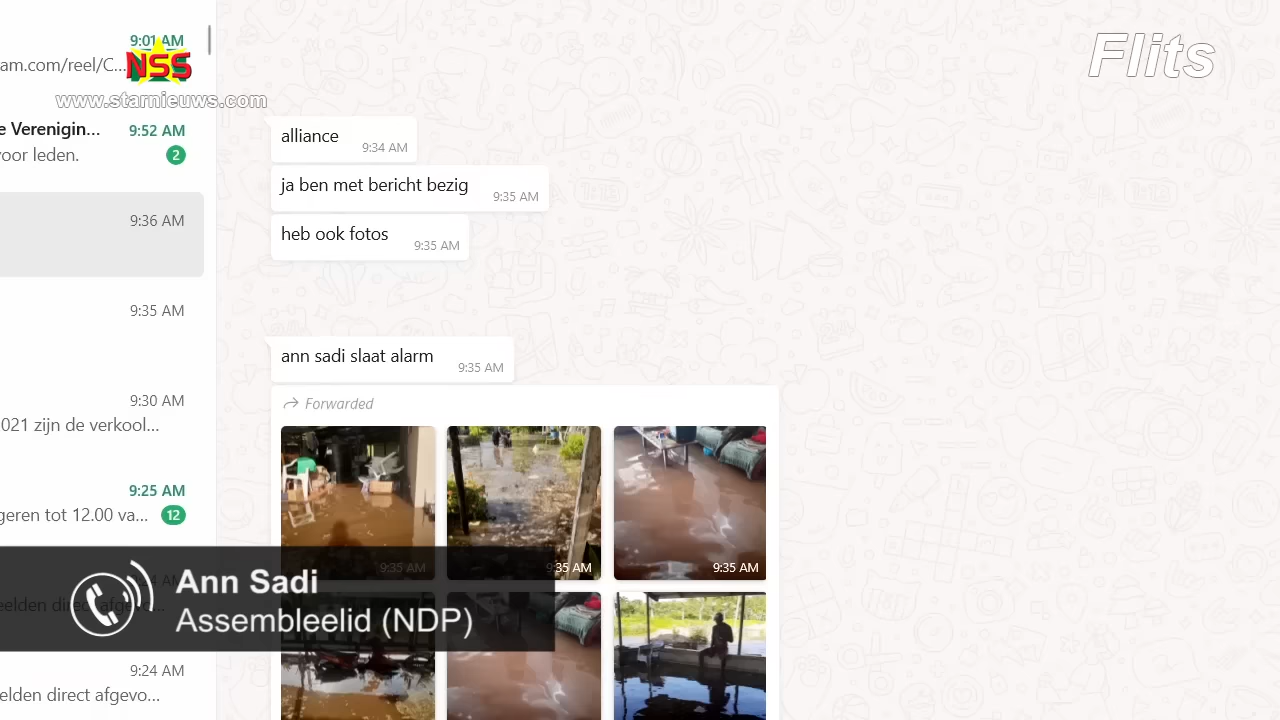 9:01 AM
am.com/reel/C...
NSS
www.starnieuws.com
Flits
e Verenigin...
9:52 AM
voor leden.
2
9:36 AM
9:35 AM
9:30 AM
021 zijn de verkool...
9:25 AM
geren tot 12.00 va...
12
9:24 AM
elden direct afgevo...
alliance
9:34 AM
ja ben met bericht bezig
9:35 AM
heb ook fotos
9:35 AM
ann sadi slaat alarm
9:35 AM
Forwarded
9:35 AM
9:35 AM
9:35 AM
Ann Sadi
Assembleelid (NDP)